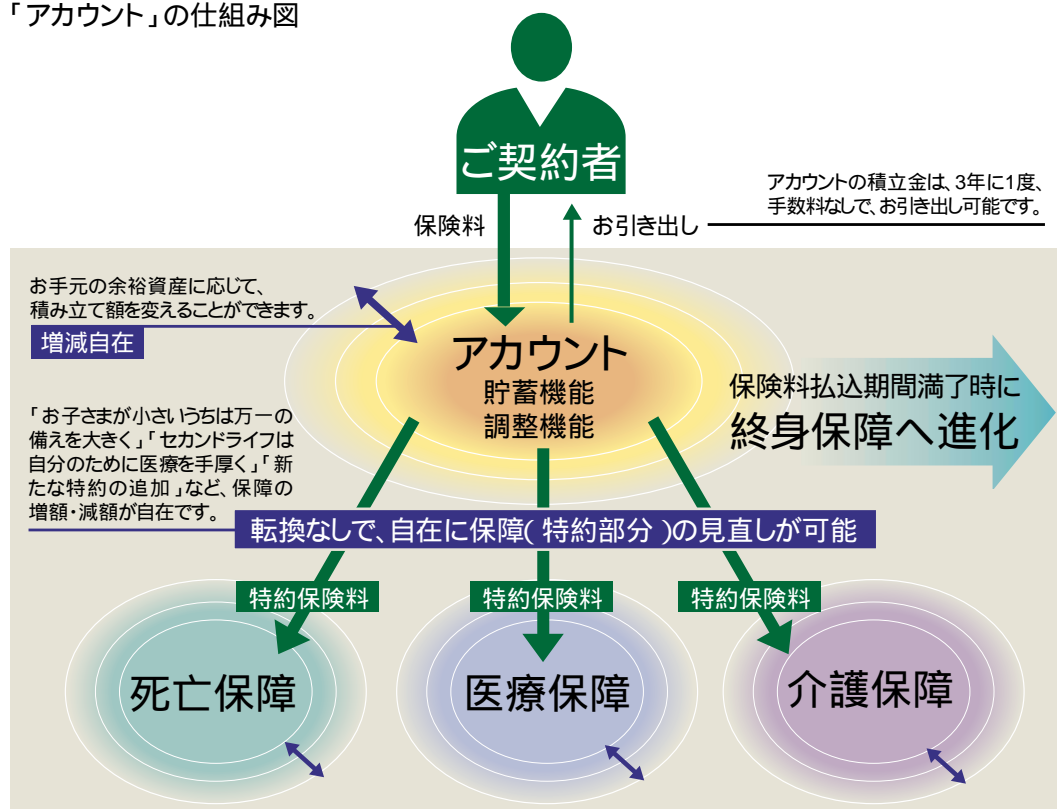 「アカウント」の仕組み図
ご契約者
アカウントの積立金は、3年に1度、
手数料なしで、お引き出し可能です。
保険料
お引き出し
お手元の余裕資産に応じて、
積み立て額を変えることができます。
増減自在
アカウント
貯蓄機能
調整機能
保険料払込期間満了時に
終身保障へ進化
「お子さまが小さいうちは万一の
備えを大きく」「セカンドライフは
自分のために医療を手厚く」「新
たな特約の追加」など、保障の
増額・減額が自在です。
転換なしで、自在に保障(特約部分)の見直しが可能
特約保険料
特約保険料
特約保険料
死亡保障
医療保障
介護保障